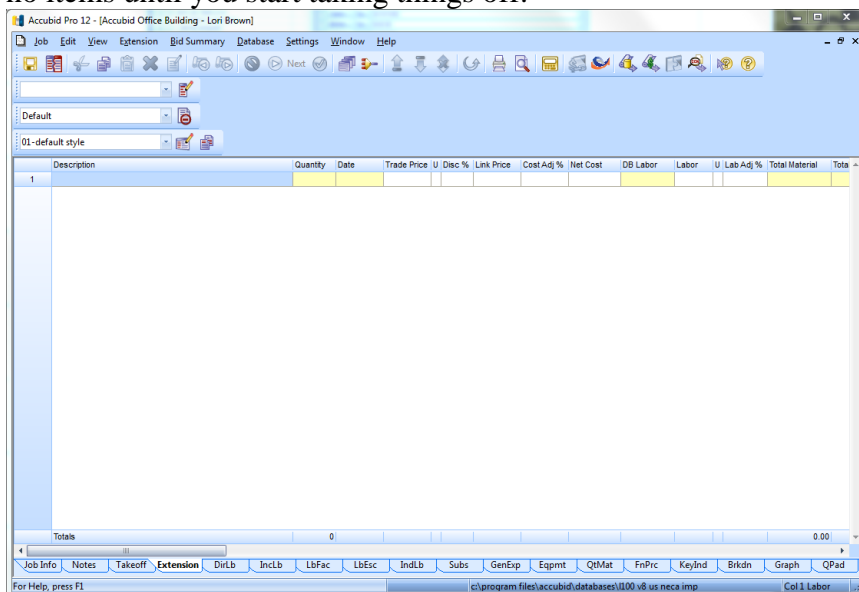 no items until you start taking things off.
Accubid Pro 12 - [Accubid Office Building - Lori Brown]
Job Edit View Extension Bid Summary Database Settings Window Help
Next
Default
01-default style
Description Quantity Date Trade Price U Disc % Link Price Cost Adj % Net Cost DB Labor Labor U Lab Adj % Total Material Tota
1
Totals 0 0.00
Job Info Notes Takeoff Extension DirLb IncLb LbFac LbEsc IndLb Subs GenExp Eqpmt QtMat FnPrc KeyInd Brkdn Graph QPad
For Help, press F1 c:\program files\accubid\databases\l100 v8 us neca imp Col 1 Labor